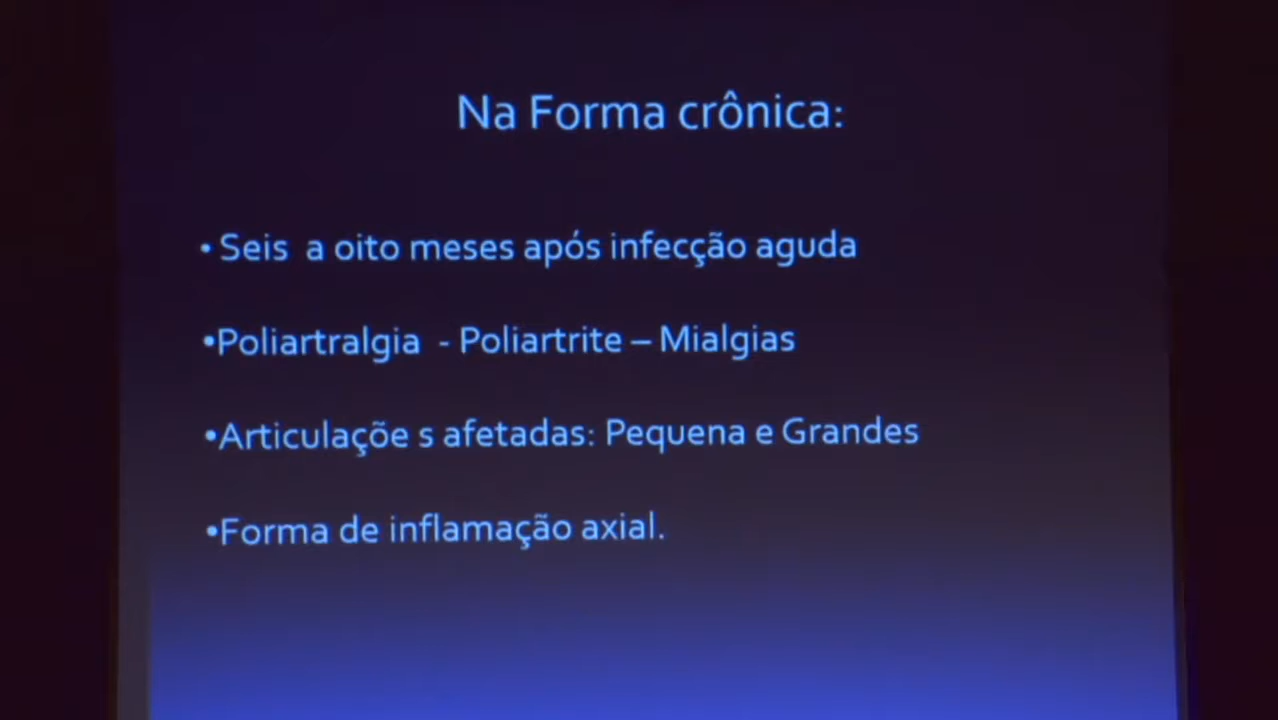 Na Forma crônica:
• Seis a oito meses após infecção aguda
•Poliartralgia - Poliartrite – Mialgias
•Articulaçõe s afetadas: Pequena e Grandes
•Forma de inflamação axial.